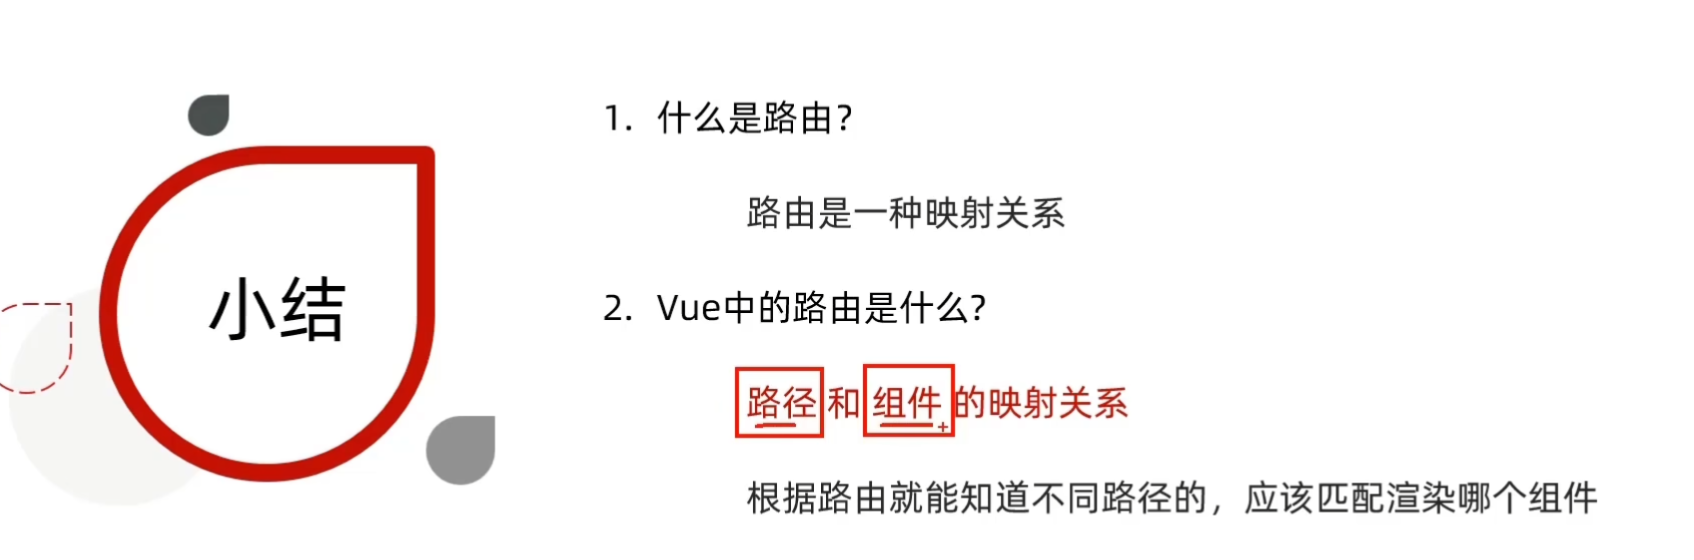 小结
1. 什么是路由？
路由是一种映射关系
2. Vue中的路由是什么?
路径和组件的映射关系
根据路由就能知道不同路径的，应该匹配渲染哪个组件